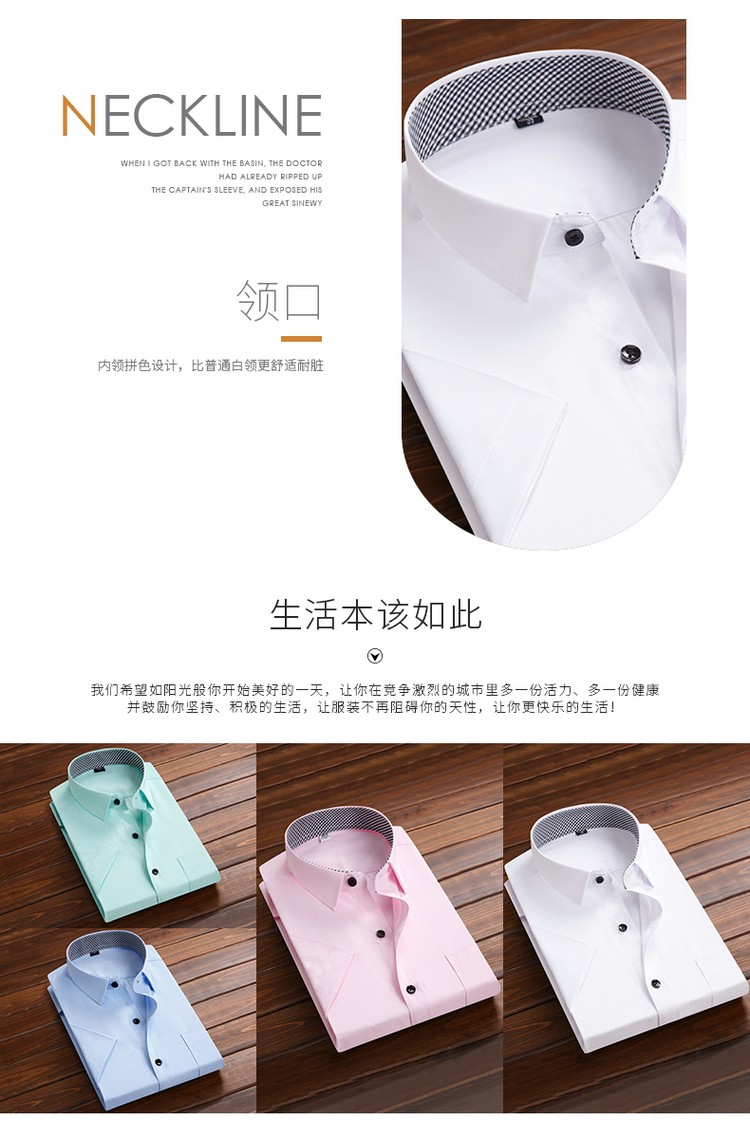 NECKLINE
WHEN I GOT BACK WITH THE BASIN, THE DOCTOR
HAD ALREADY RIPPED UP
THE CAPTAIN'S SLEEVE, AND EXPOSED HIS
GREAT SINEWY
领口
内领拼色设计，比普通白领更舒适耐脏
生活本该如此
我们希望如阳光般你开始美好的一天，让你在竞争激烈的城市里多一份活力、多一份健康
并鼓励你坚持、积极的生活，让服装不再阻碍你的天性，让你更快乐的生活！